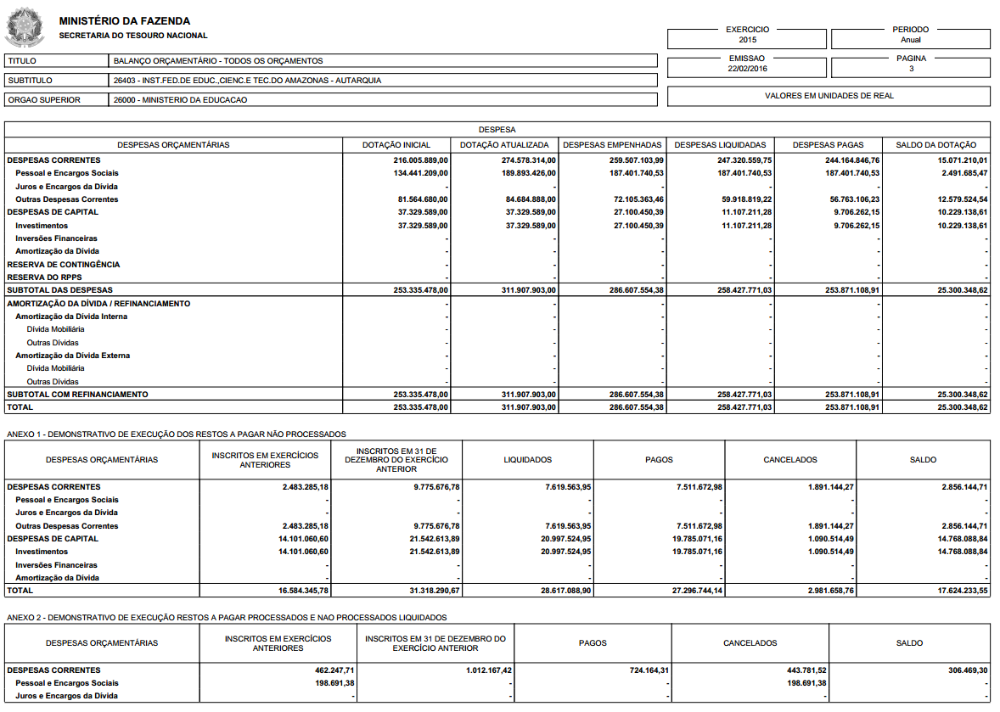 MINISTÉRIO DA FAZENDA
SECRETARIA DO TESOURO NACIONAL
EXERCICIO
2015
PERIODO
Anual
EMISSAO
22/02/2016
PAGINA
3
TITULO BALANÇO ORÇAMENTÁRIO - TODOS OS ORÇAMENTOS
SUBTITULO 26403 - INST.FED.DE EDUC.,CIENC.E TEC.DO AMAZONAS - AUTARQUIA
ORGAO SUPERIOR 26000 - MINISTERIO DA EDUCACAO
VALORES EM UNIDADES DE REAL
DESPESA
DESPESAS ORÇAMENTÁRIAS DOTAÇÃO INICIAL DOTAÇÃO ATUALIZADA DESPESAS EMPENHADAS DESPESAS LIQUIDADAS DESPESAS PAGAS SALDO DA DOTAÇÃO
DESPESAS CORRENTES 216.005.889,00 274.578.314,00 259.507.103,99 247.320.559,75 244.164.846,76 15.071.210,01
Pessoal e Encargos Sociais 134.441.209,00 189.893.426,00 187.401.740,53 187.401.740,53 187.401.740,53 2.491.685,47
Juros e Encargos da Dívida - - - - - -
Outras Despesas Correntes 81.564.680,00 84.684.888,00 72.105.363,46 59.918.819,22 56.763.106,23 12.579.524,54
DESPESAS DE CAPITAL 37.329.589,00 37.329.589,00 27.100.450,39 11.107.211,28 9.706.262,15 10.229.138,61
Investimentos 37.329.589,00 37.329.589,00 27.100.450,39 11.107.211,28 9.706.262,15 10.229.138,61
Inversões Financeiras - - - - - -
Amortização da Dívida - - - - - -
RESERVA DE CONTINGÊNCIA - - - - - -
RESERVA DO RPPS - - - - - -
SUBTOTAL DAS DESPESAS 253.335.478,00 311.907.903,00 286.607.554,38 258.427.771,03 253.871.108,91 25.300.348,62
AMORTIZAÇÃO DA DÍVIDA / REFINANCIAMENTO - - - - - -
Amortização da Dívida Interna - - - - - -
Dívida Mobiliária - - - - - -
Outras Dívidas - - - - - -
Amortização da Dívida Externa - - - - - -
Dívida Mobiliária - - - - - -
Outras Dívidas - - - - - -
SUBTOTAL COM REFINANCIAMENTO 253.335.478,00 311.907.903,00 286.607.554,38 258.427.771,03 253.871.108,91 25.300.348,62
TOTAL 253.335.478,00 311.907.903,00 286.607.554,38 258.427.771,03 253.871.108,91 25.300.348,62
ANEXO 1 - DEMONSTRATIVO DE EXECUÇÃO DOS RESTOS A PAGAR NÃO PROCESSADOS
DESPESAS ORÇAMENTÁRIAS INSCRITOS EM EXERCÍCIOS ANTERIORES INSCRITOS EM 31 DE DEZEMBRO DO EXERCÍCIO ANTERIOR LIQUIDADOS PAGOS CANCELADOS SALDO
DESPESAS CORRENTES 2.483.285,18 9.775.676,78 7.619.563,95 7.511.672,98 1.891.144,27 2.856.144,71
Pessoal e Encargos Sociais - - - - - -
Juros e Encargos da Dívida - - - - - -
Outras Despesas Correntes 2.483.285,18 9.775.676,78 7.619.563,95 7.511.672,98 1.891.144,27 2.856.144,71
DESPESAS DE CAPITAL 14.101.060,60 21.542.613,89 20.997.524,95 19.785.071,16 1.090.514,49 14.768.088,84
Investimentos 14.101.060,60 21.542.613,89 20.997.524,95 19.785.071,16 1.090.514,49 14.768.088,84
Inversões Financeiras - - - - - -
Amortização da Dívida - - - - - -
TOTAL 16.584.345,78 31.318.290,67 28.617.088,90 27.296.744,14 2.981.658,76 17.624.233,55
ANEXO 2 - DEMONSTRATIVO DE EXECUÇÃO RESTOS A PAGAR PROCESSADOS E NAO PROCESSADOS LIQUIDADOS
DESPESAS ORÇAMENTÁRIAS INSCRITOS EM EXERCÍCIOS ANTERIORES INSCRITOS EM 31 DE DEZEMBRO DO EXERCÍCIO ANTERIOR PAGOS CANCELADOS SALDO
DESPESAS CORRENTES 462.247,71 1.012.167,42 724.164,31 443.781,52 306.469,30
Pessoal e Encargos Sociais 198.691,38 - - 198.691,38 -
Juros e Encargos da Dívida - - - - -